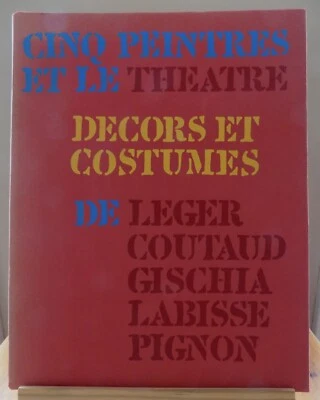 CINQ PEINTRES
ET LE THEATRE
DECORS ET
COSTUMES
DE LEGER
COUTAUD
GISCHIA
LABISSE
PIGNON